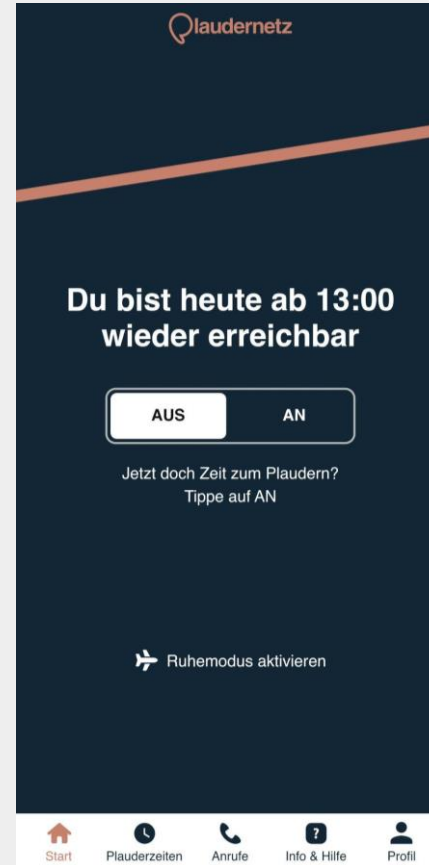 Plaudernetz
Du bist heute ab 13:00
wieder erreichbar
AUS
AN
Jetzt doch Zeit zum Plaudern?
Tippe auf AN
Ruhemodus aktivieren
?
Start
Plauderzeiten
Anrufe
Info & Hilfe
Profil